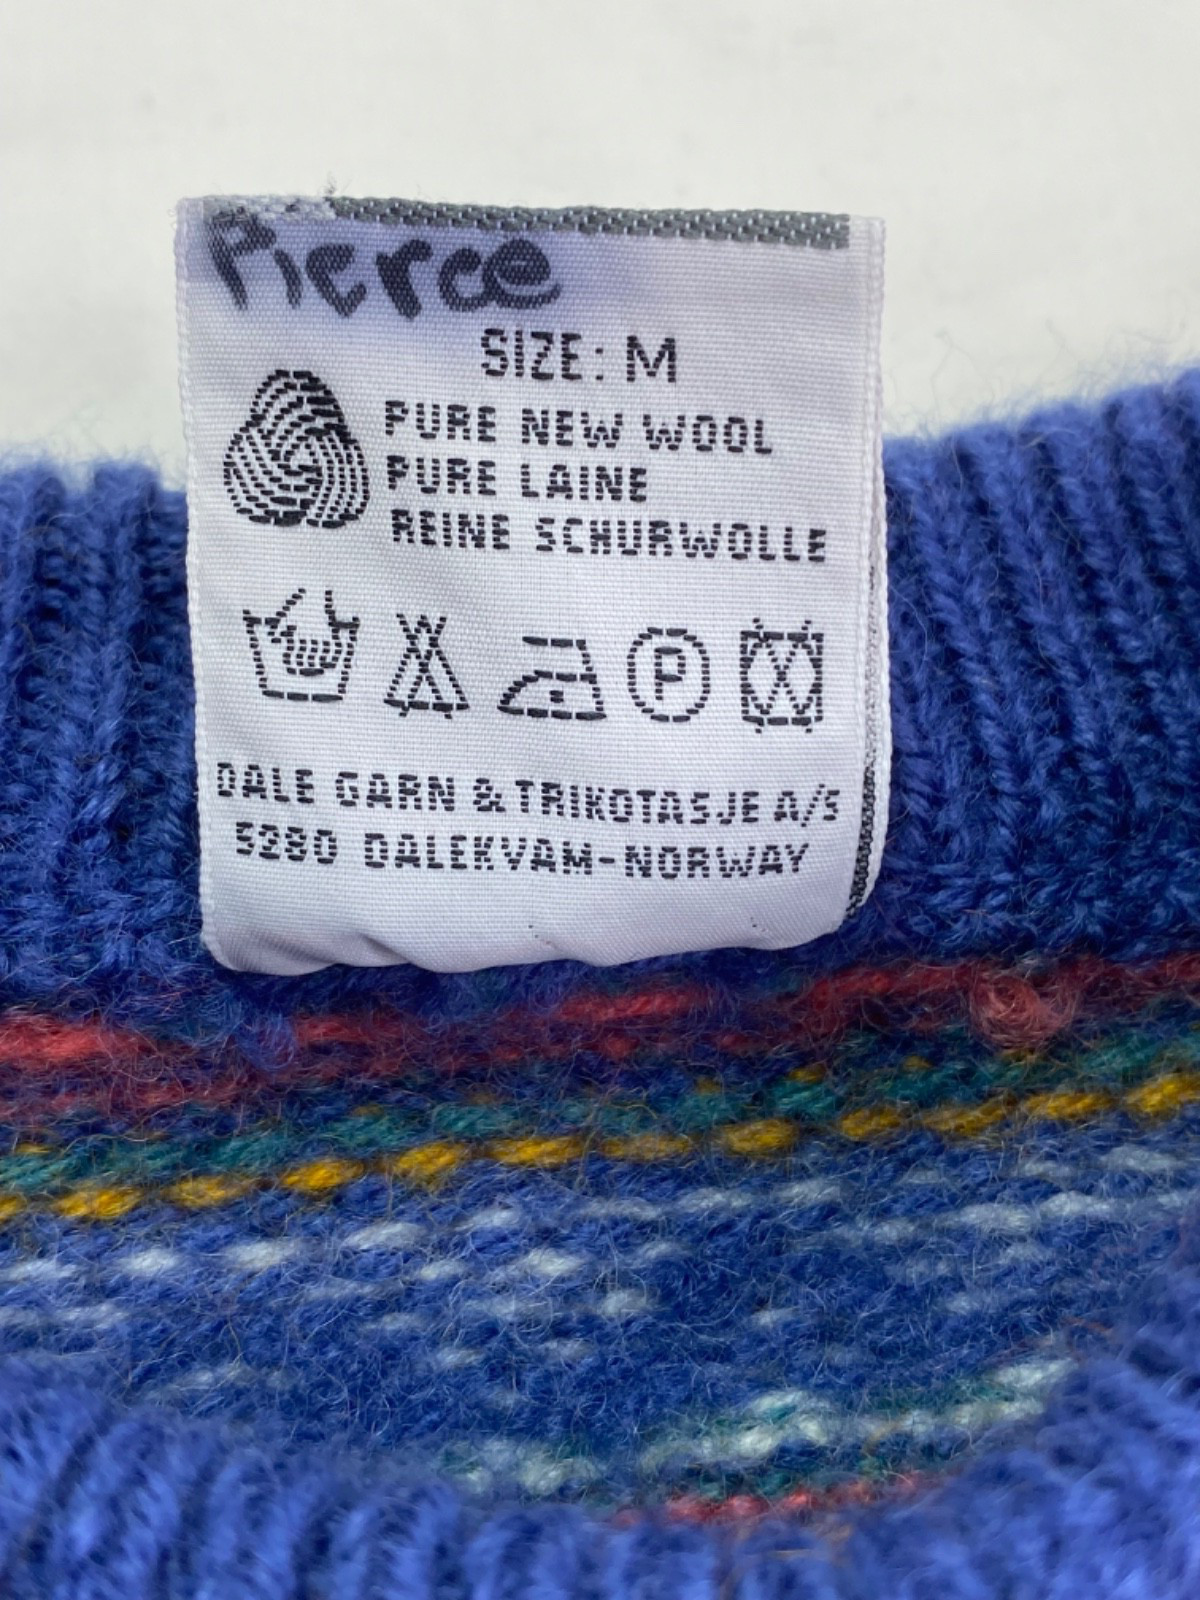 Pierce
SIZE: M
PURE NEW WOOL
PURE LAINE
REINE SCHURWOLLE
P
DALE GARN & TRIKOTASJE A/S
5280 DALEKVAM-NORWAY